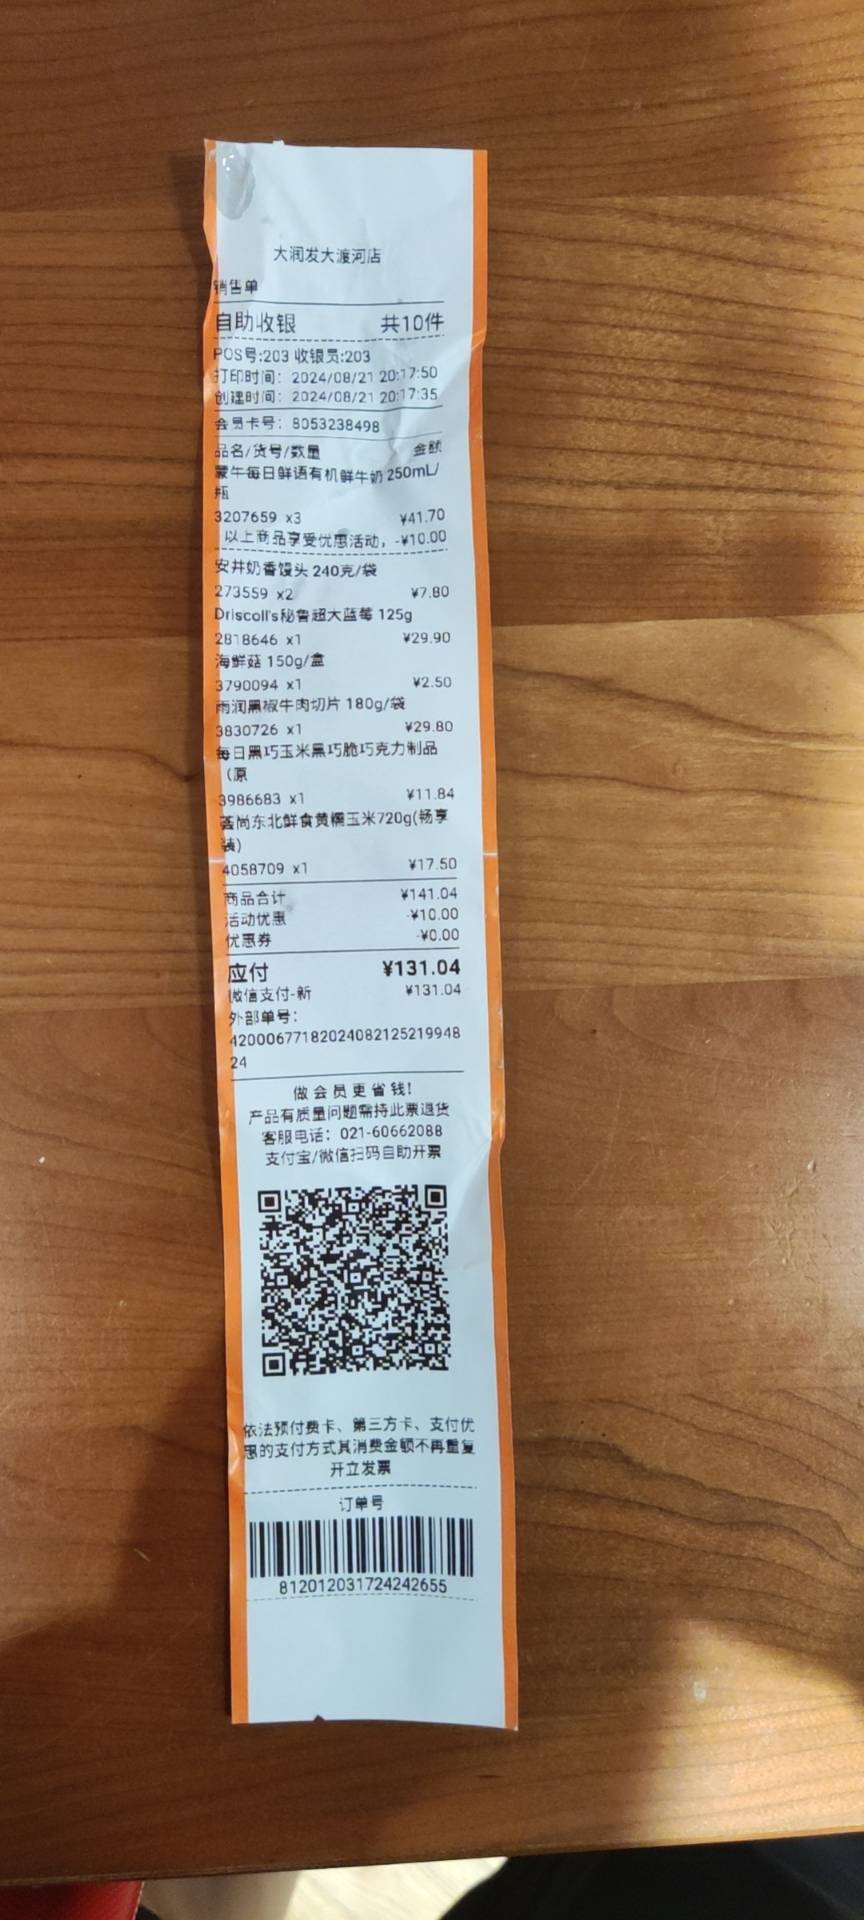 大润发大渡河店
销售单
自助收银 共10件
POS号:203 收银员:203
打印时间: 2024/08/21 20:17:50
创建时间: 2024/08/21 20:17:35
会员卡号: 8053238498
品名/货号/数量 金额
蒙牛每日鲜语有机鲜牛奶 250mL/
瓶
3207659 x3 ¥41.70
以上商品享受优惠活动, -¥10.00
安井奶香馒头 240克/袋
273559 x2 ¥7.80
Driscoll's秘鲁超大蓝莓 125g
2818646 x1 ¥29.90
海鲜菇 150g/盒
3790094 x1 ¥2.50
雨润黑椒牛肉切片 180g/袋
3830726 x1 ¥29.80
每日黑巧玉米黑巧脆巧克力制品
(原
3986683 x1 ¥11.84
荟尚东北鲜食黄糯玉米720g(畅享
装)
4058709 x1 ¥17.50
商品合计 ¥141.04
活动优惠 -¥10.00
优惠券 -¥0.00
应付 ¥131.04
微信支付-新 ¥131.04
外部单号:
42000677182024082125219948
24
做会员更省钱!
产品有质量问题需持此票退货
客服电话: 021-60662088
支付宝/微信扫码自助开票
依法预付费卡、第三方卡、支付优
惠的支付方式其消费金额不再重复
开立发票
订单号
812012031724242655